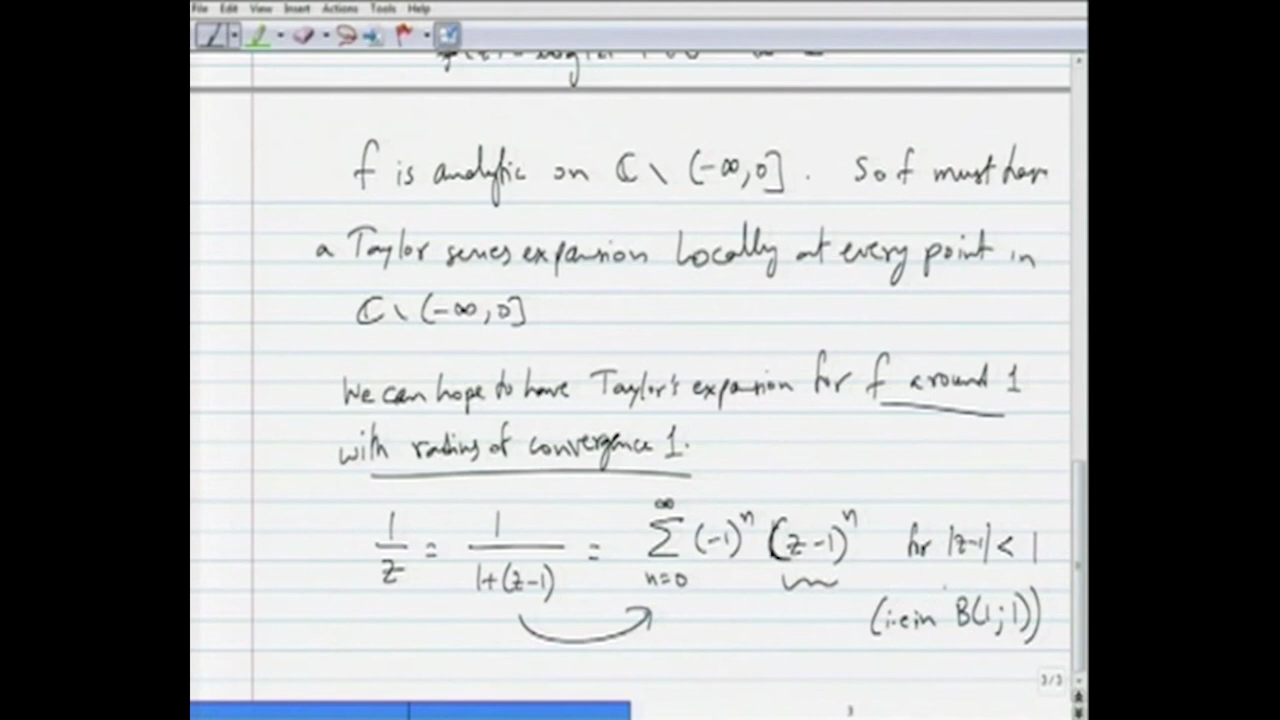 File Edit View Insert Actions Tools Help
f is analytic on ℂ \ (-∞, 0]. So f must have
a Taylor series expansion locally at every point in
ℂ \ (-∞, 0]
We can hope to have Taylor's expansion for f around 1
with radius of convergence 1.
1/z = 1/(1+(z-1)) = ∑_{n=0}^{∞} (-1)^n (z-1)^n for |z-1| < 1
(i.e in B(1;1))
3/3
3